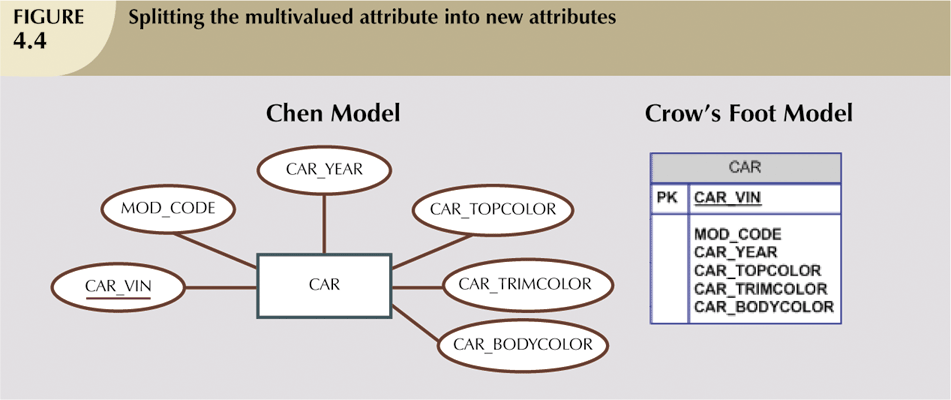 FIGURE
4.4
Splitting the multivalued attribute into new attributes
Chen Model
CAR_YEAR
MOD_CODE
CAR_TOPCOLOR
CAR_VIN
CAR
CAR_TRIMCOLOR
CAR_BODYCOLOR
Crow's Foot Model
CAR
PK CAR_VIN
MOD_CODE
CAR_YEAR
CAR_TOPCOLOR
CAR_TRIMCOLOR
CAR_BODYCOLOR